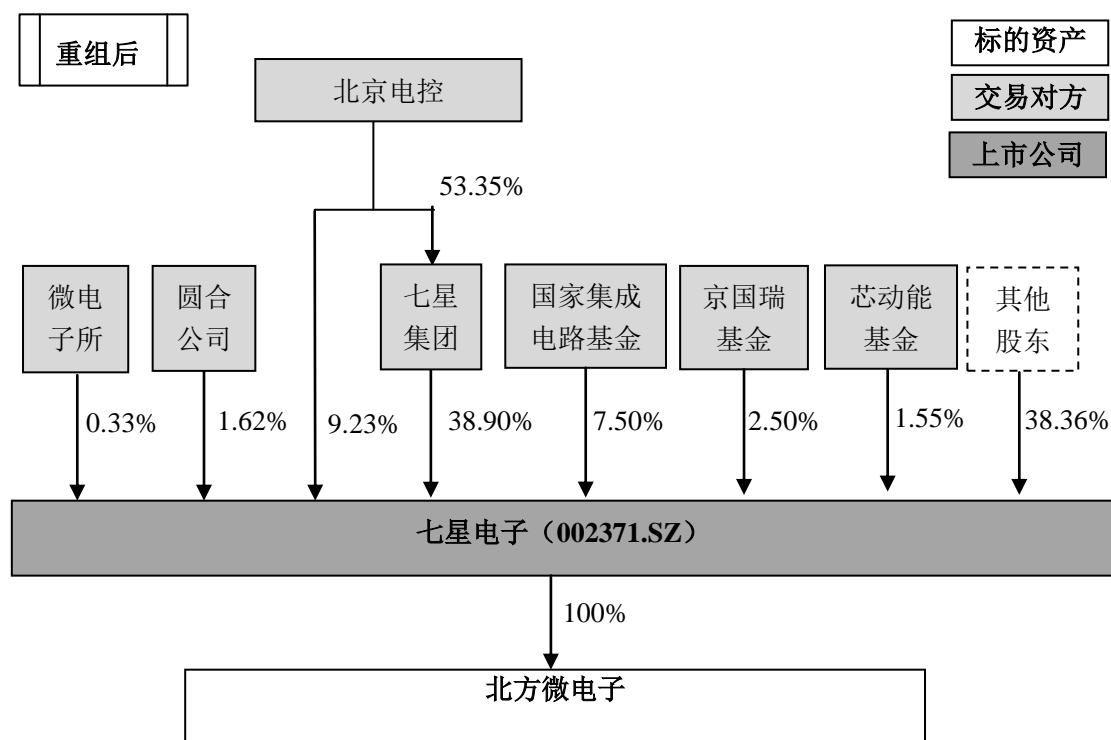 重组后
标的资产
交易对方
上市公司
北京电控
53.35%
微电
子所
圆合
公司
七星
集团
国家集成
电路基金
京国瑞
基金
芯动能
基金
其他
股东
0.33%
1.62%
9.23%
38.90%
7.50%
2.50%
1.55%
38.36%
七星电子（002371.SZ）
100%
北方微电子